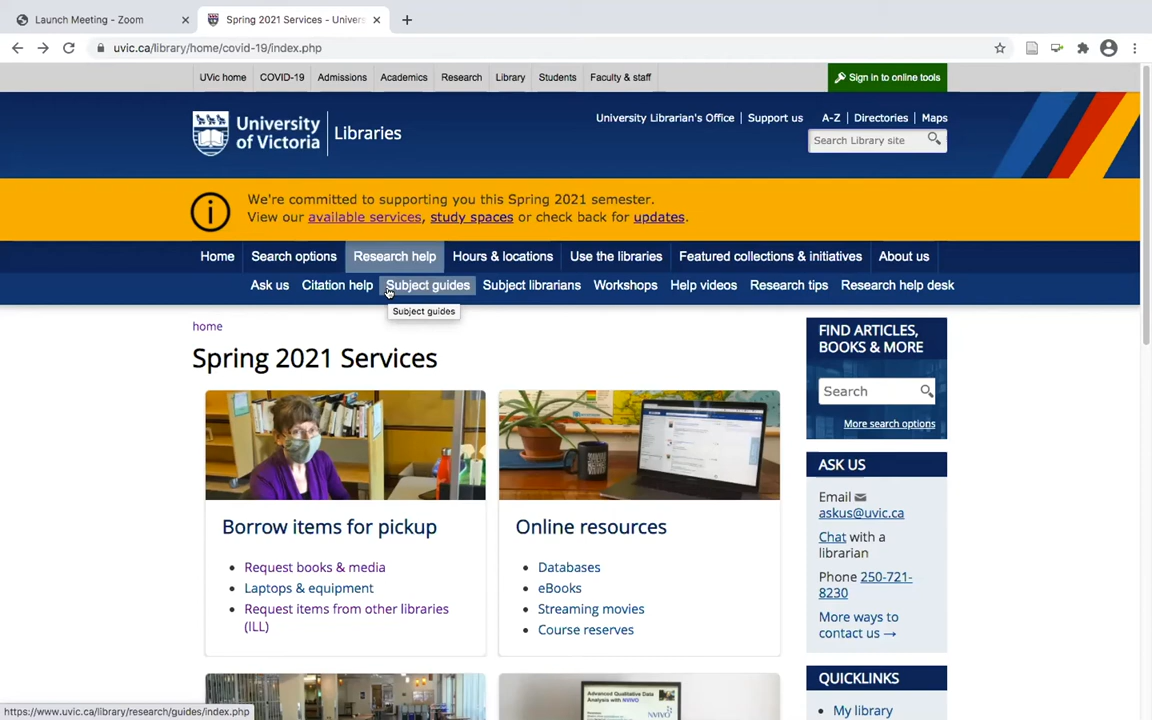 Launch Meeting - Zoom
Spring 2021 Services - Univers
uvic.ca/library/home/covid-19/index.php
UVic home COVID-19 Admissions Academics Research Library Students Faculty & staff
Sign in to online tools
University of Victoria
Libraries
University Librarian's Office Support us A-Z Directories Maps
Search Library site
We're committed to supporting you this Spring 2021 semester.
View our available services, study spaces or check back for updates.
Home Search options Research help Hours & locations Use the libraries Featured collections & initiatives About us
Ask us Citation help Subject guides Subject librarians Workshops Help videos Research tips Research help desk
Subject guides
home
Spring 2021 Services
Borrow items for pickup
Request books & media
Laptops & equipment
Request items from other libraries
(ILL)
Online resources
Databases
eBooks
Streaming movies
Course reserves
Advanced Qualitative Data
Analysis with NVIVO
NVIVO
FIND ARTICLES,
BOOKS & MORE
Search
More search options
ASK US
Email
askus@uvic.ca
Chat with a
librarian
Phone 250-721-
8230
More ways to
contact us →
QUICKLINKS
My library
https://www.uvic.ca/library/research/guides/index.php